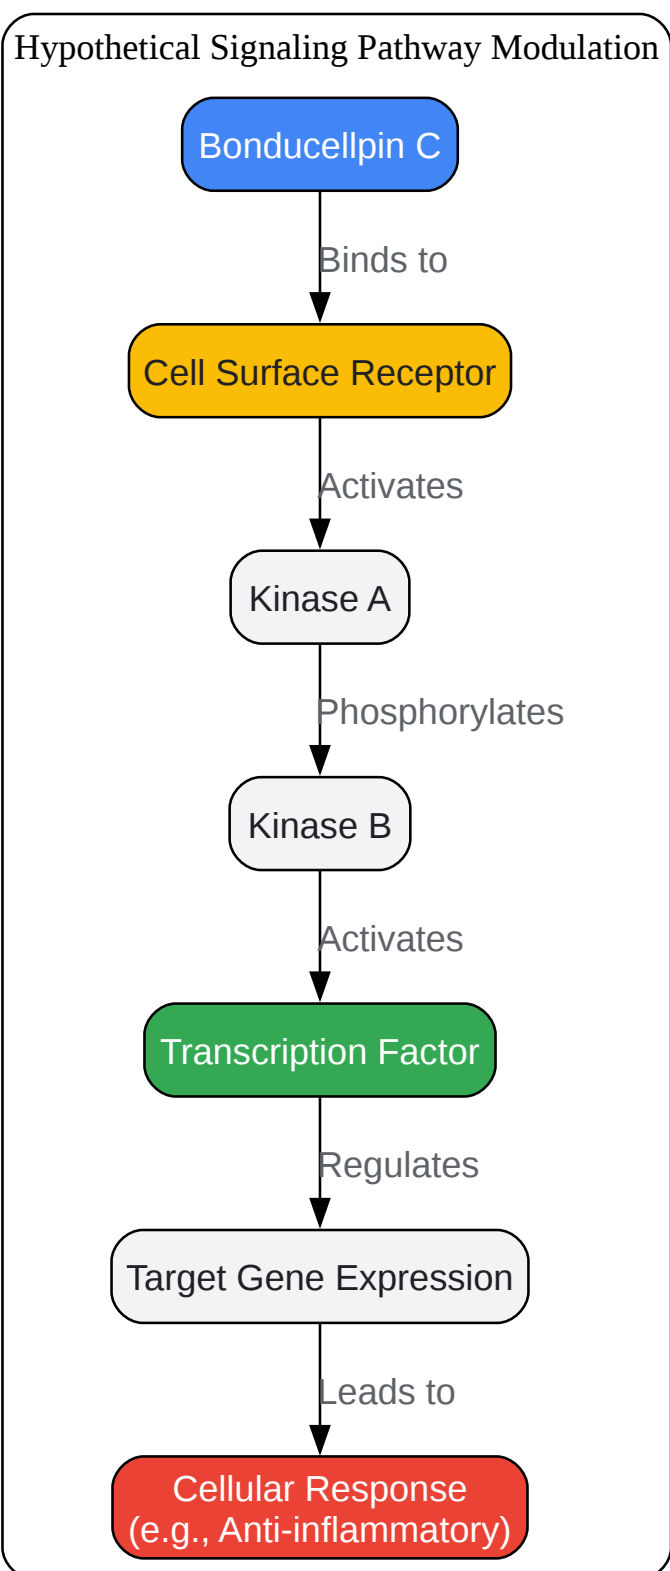 Hypothetical Signaling Pathway Modulation
Bonducellpin C
Binds to
Cell Surface Receptor
Activates
Kinase A
Phosphorylates
Kinase B
Activates
Transcription Factor
Regulates
Target Gene Expression
Leads to
Cellular Response
(e.g., Anti-inflammatory)